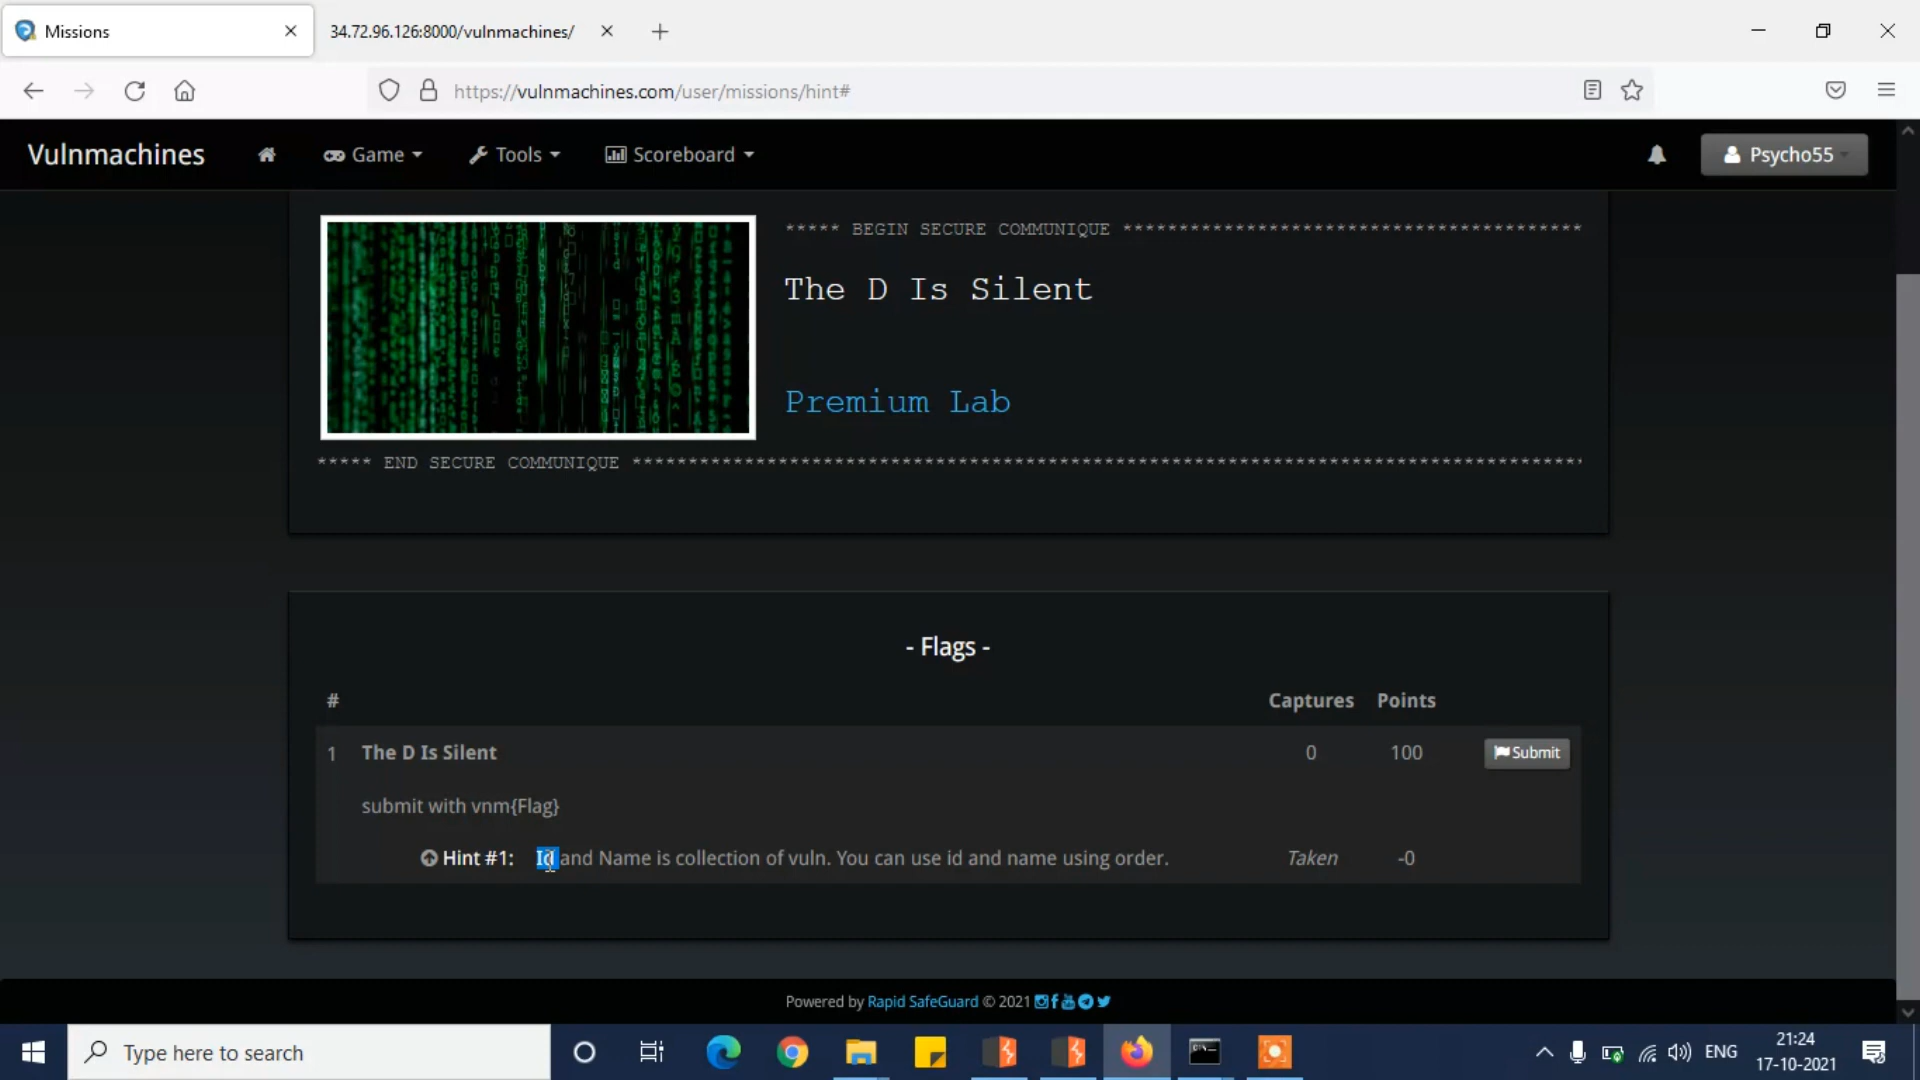 Missions
34.72.96.126:8000/vulnmachines/
https://vulnmachines.com/user/missions/hint#
Vulnmachines Game Tools Scoreboard Psycho55
***** BEGIN SECURE COMMUNIQUE *****************************************
The D Is Silent
Premium Lab
***** END SECURE COMMUNIQUE *************************************************************************************
- Flags -
# Captures Points
1 The D Is Silent 0 100 Submit
submit with vnm{Flag}
Hint #1: Id and Name is collection of vuln. You can use id and name using order. Taken -0
Powered by Rapid SafeGuard © 2021
Type here to search
ENG
21:24
17-10-2021